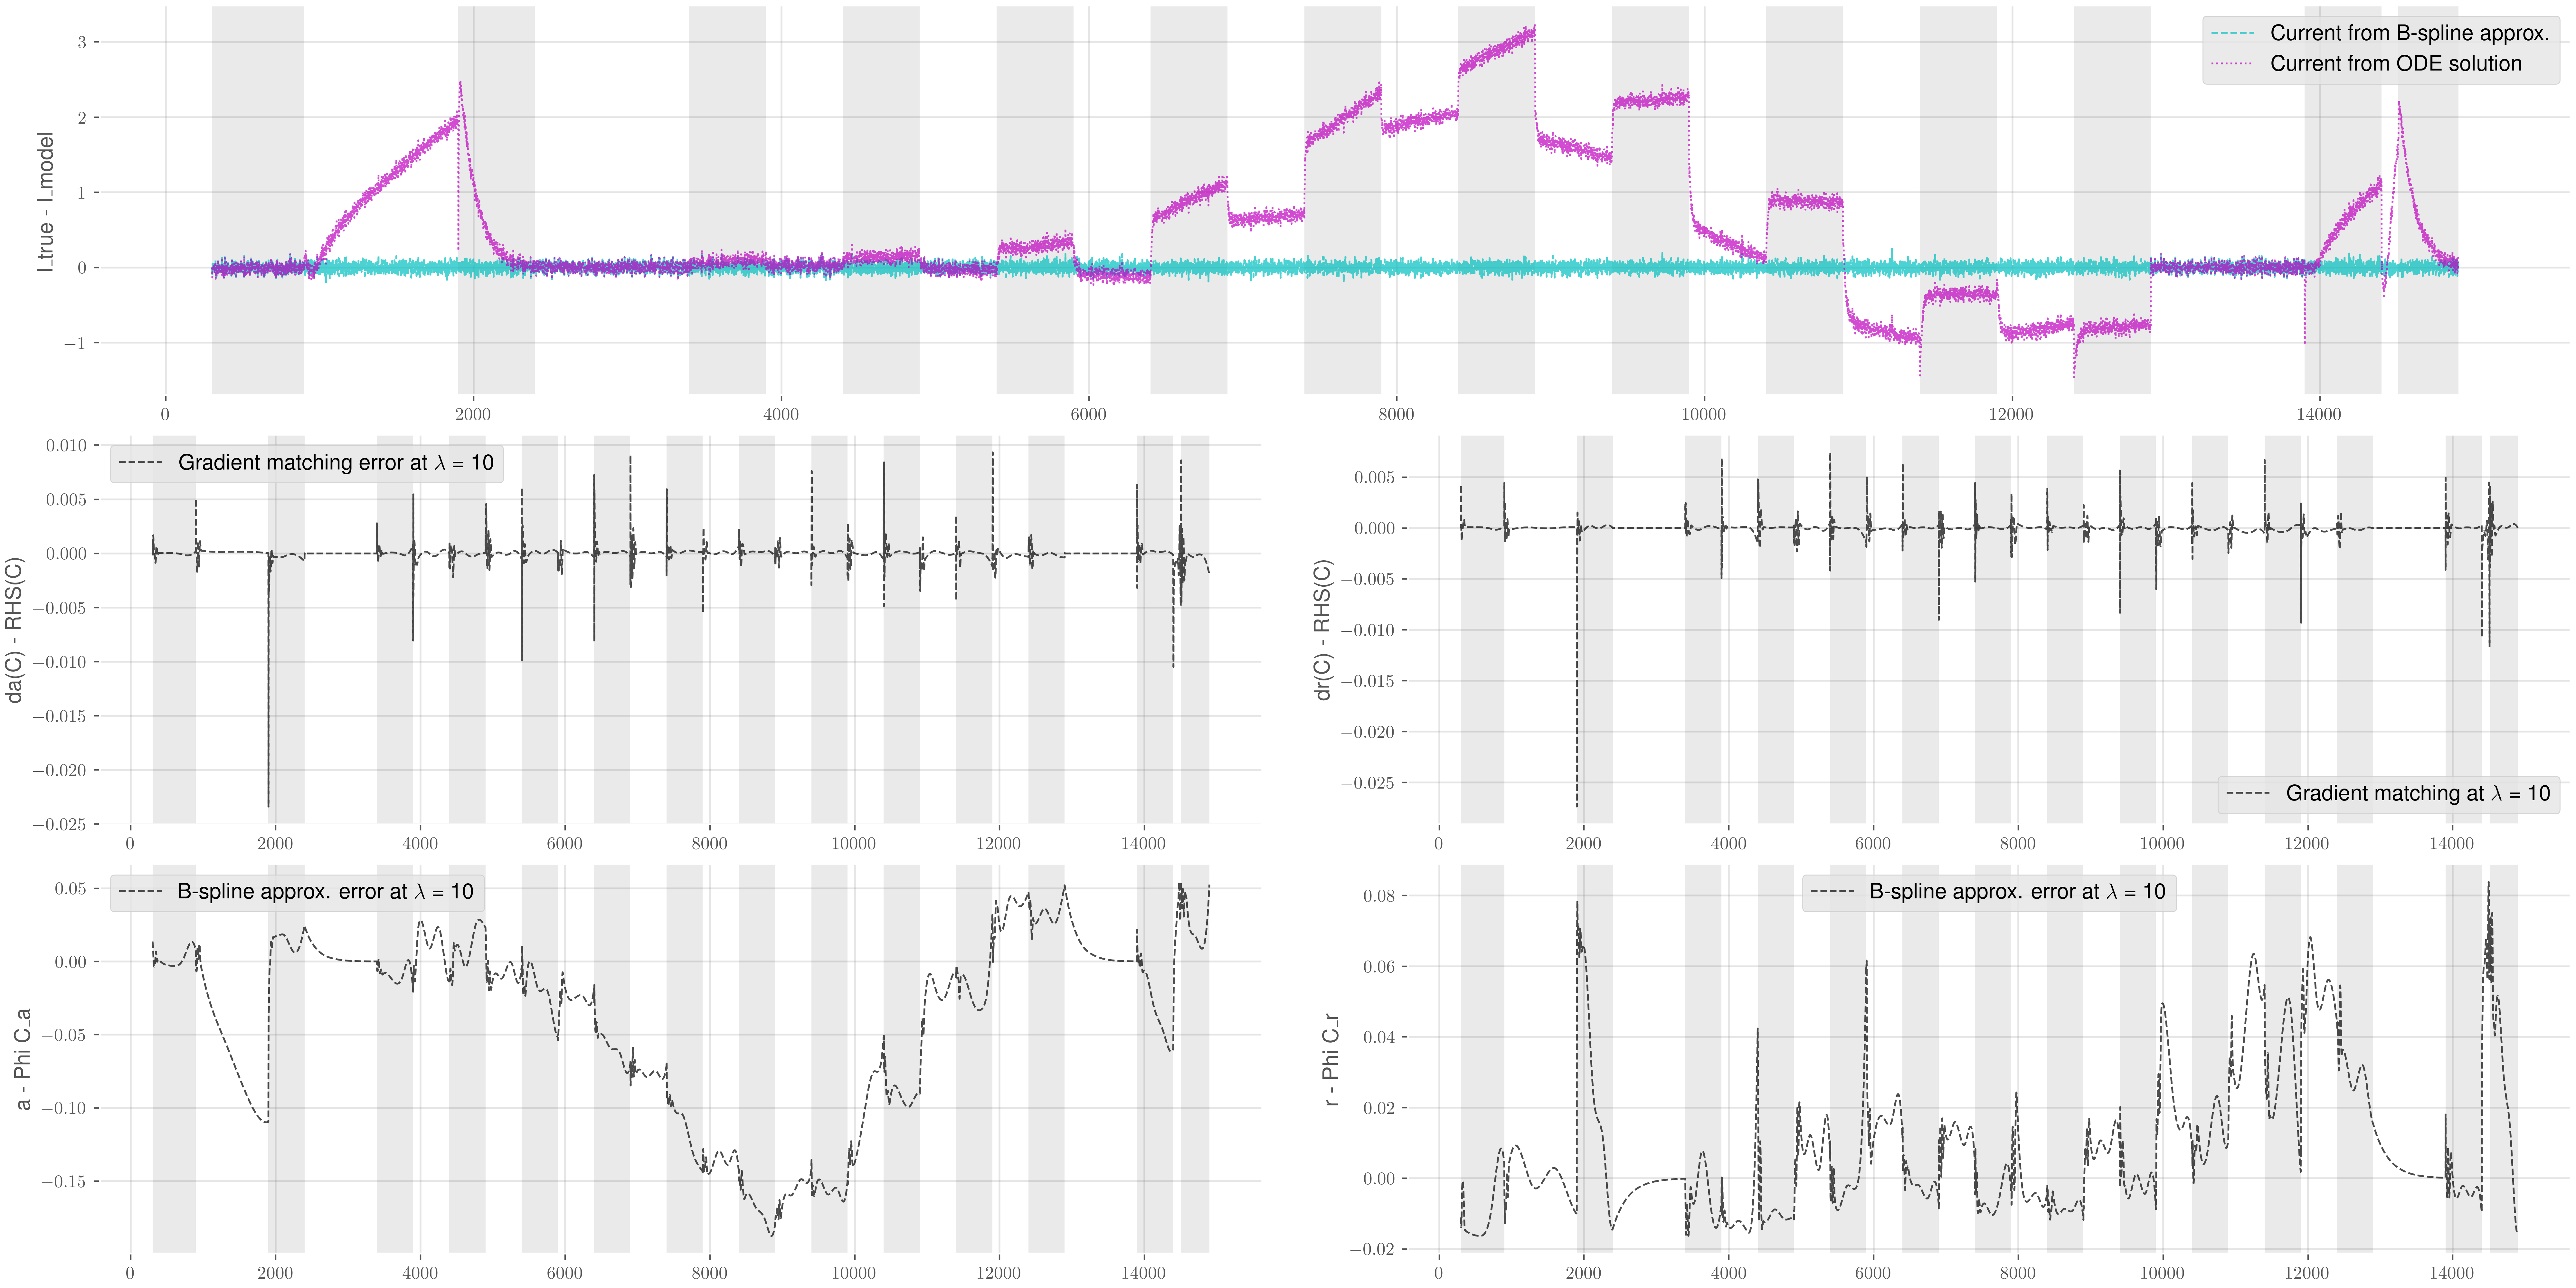 I_true - I_model
3
2
1
0
−1
Current from B-spline approx.
Current from ODE solution
0 2000 4000 6000 8000 10000 12000 14000
da(C) - RHS(C)
0.010
0.005
0.000
−0.005
−0.010
−0.015
−0.020
−0.025
Gradient matching error at λ = 10
0 2000 4000 6000 8000 10000 12000 14000
dr(C) - RHS(C)
0.005
0.000
−0.005
−0.010
−0.015
−0.020
−0.025
Gradient matching at λ = 10
0 2000 4000 6000 8000 10000 12000 14000
a - Phi C_a
0.05
0.00
−0.05
−0.10
−0.15
B-spline approx. error at λ = 10
0 2000 4000 6000 8000 10000 12000 14000
r - Phi C_r
0.08
0.06
0.04
0.02
0.00
−0.02
B-spline approx. error at λ = 10
0 2000 4000 6000 8000 10000 12000 14000